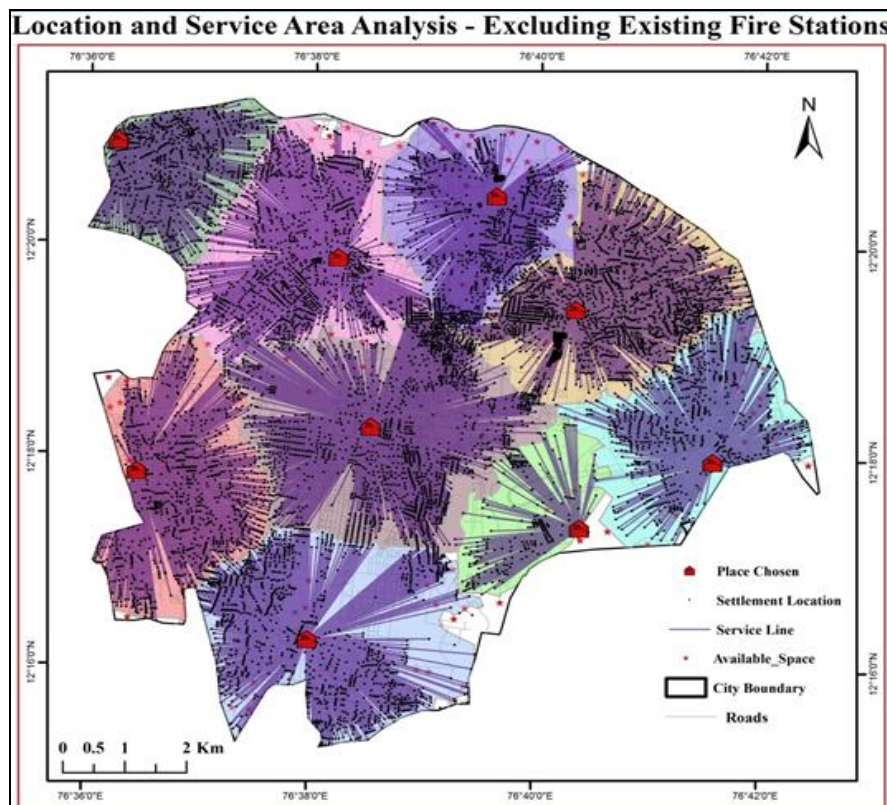 Location and Service Area Analysis - Excluding Existing Fire Stations
76°36'0"E 76°38'0"E 76°40'0"E 76°42'0"E
N
12°20'0"N 12°20'0"N
12°18'0"N 12°18'0"N
Place Chosen
Settlement Location
Service Line
Available_Space
City Boundary
Roads
12°16'0"N 12°16'0"N
0 0.5 1 2 Km
76°36'0"E 76°38'0"E 76°40'0"E 76°42'0"E